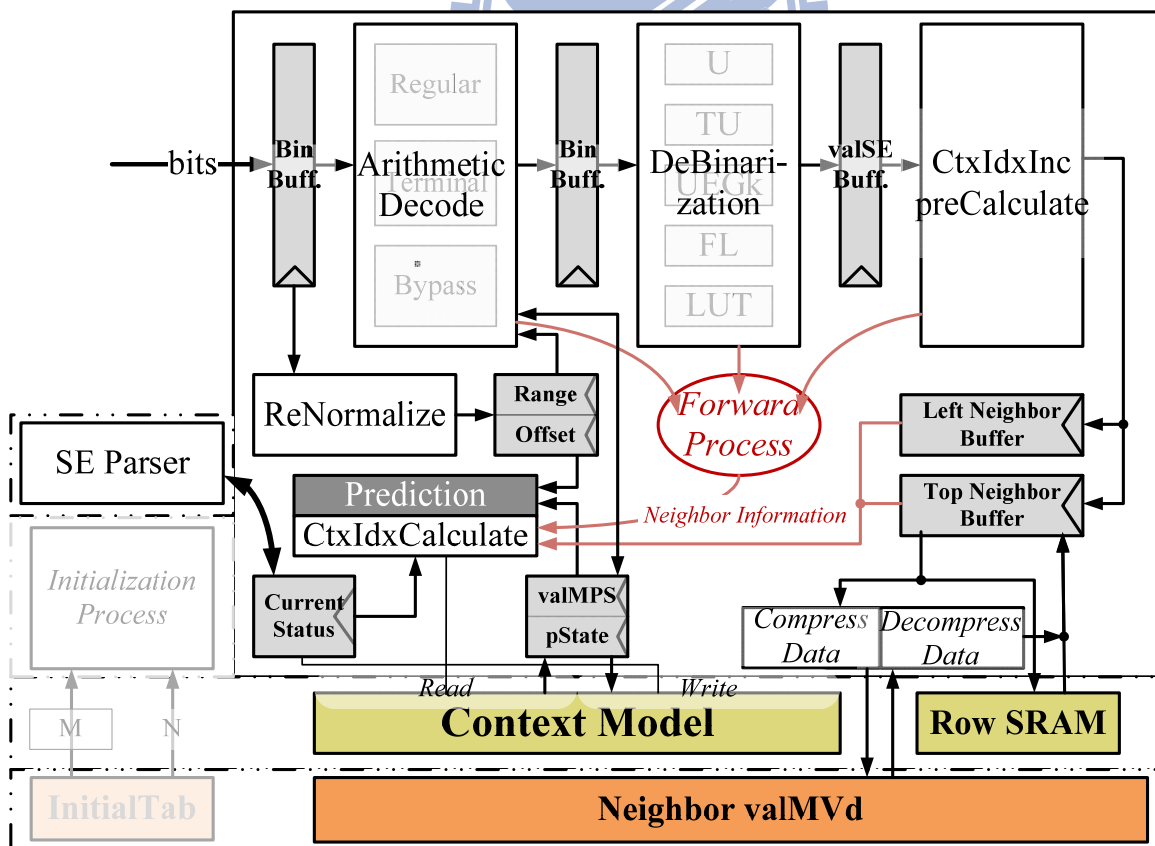 bits
Bin
Buff.
Regular
Terminal
Bypass
Arithmetic
Decode
Bin
Buff.
U
TU
UEGk
FL
LUT
DeBinari-
zation
valSE
Buff.
CtxIdxInc
preCalculate
ReNormalize
Range
Offset
Forward
Process
Left Neighbor
Buffer
SE Parser
Prediction
CtxIdxCalculate
Neighbor Information
Top Neighbor
Buffer
Initialization
Process
Current
Status
valMPS
pState
Compress
Data
Decompress
Data
Read
Write
M
N
Context Model
Row SRAM
InitialTab
Neighbor valMVd